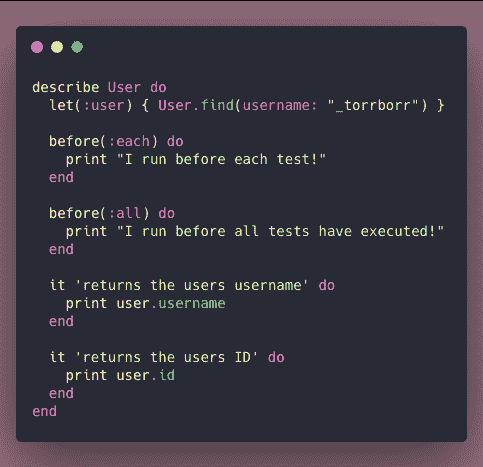 describe User do
  let(:user) { User.find(username: "_torrborr") }
  before(:each) do
    print "I run before each test!"
  end
  before(:all) do
    print "I run before all tests have executed!"
  end
  it 'returns the users username' do
    print user.username
  end
  it 'returns the users ID' do
    print user.id
  end
end